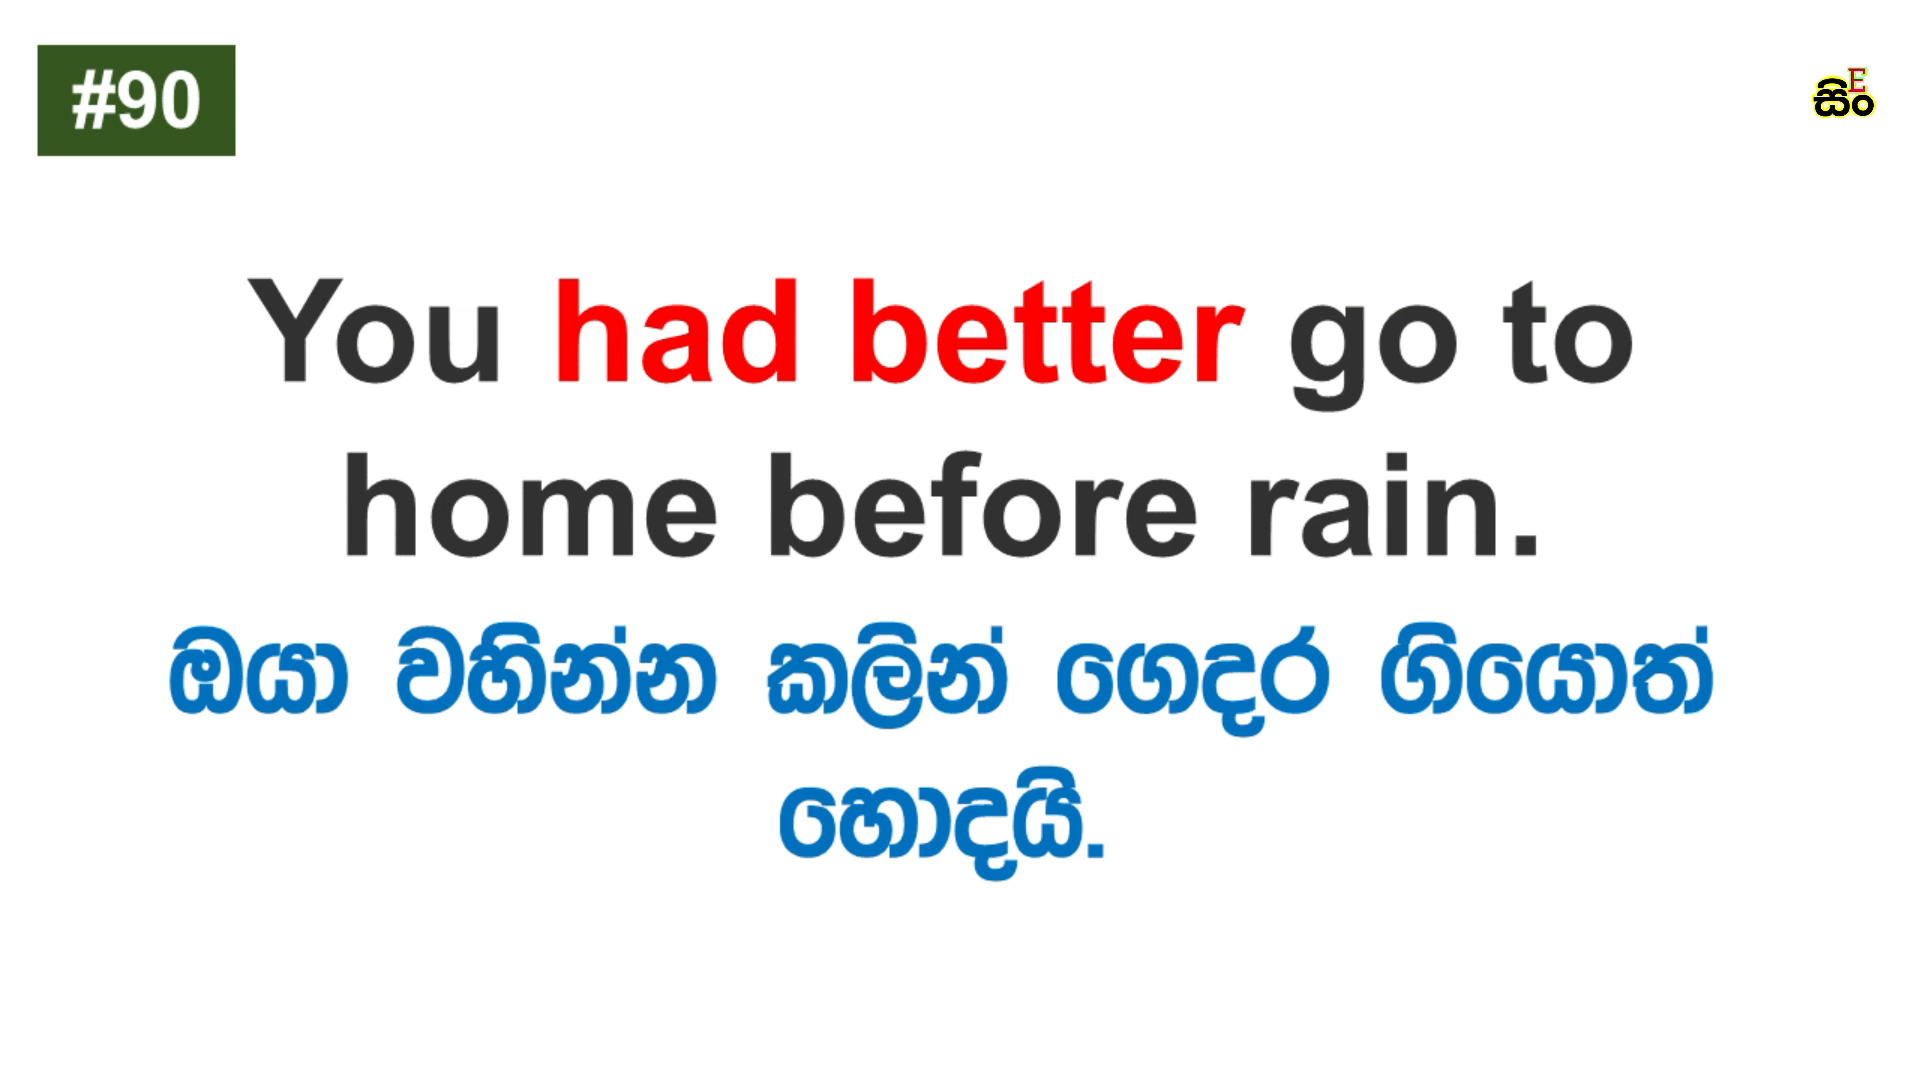 #90
E
සිං
You had better go to
home before rain.
ඔයා වහින්න කලින් ගෙදර ගියොත්
හොදයි.